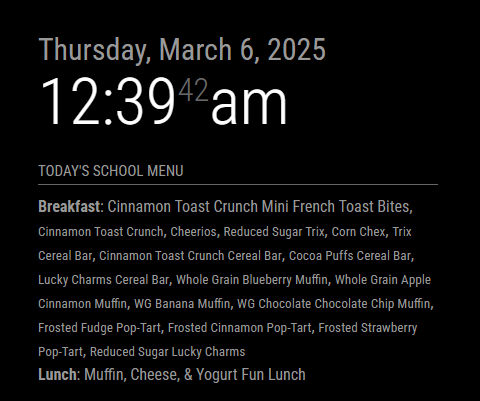 Thursday, March 6, 2025
12:3942am
TODAY'S SCHOOL MENU
Breakfast: Cinnamon Toast Crunch Mini French Toast Bites,
Cinnamon Toast Crunch, Cheerios, Reduced Sugar Trix, Corn Chex, Trix
Cereal Bar, Cinnamon Toast Crunch Cereal Bar, Cocoa Puffs Cereal Bar,
Lucky Charms Cereal Bar, Whole Grain Blueberry Muffin, Whole Grain Apple
Cinnamon Muffin, WG Banana Muffin, WG Chocolate Chocolate Chip Muffin,
Frosted Fudge Pop-Tart, Frosted Cinnamon Pop-Tart, Frosted Strawberry
Pop-Tart, Reduced Sugar Lucky Charms
Lunch: Muffin, Cheese, & Yogurt Fun Lunch